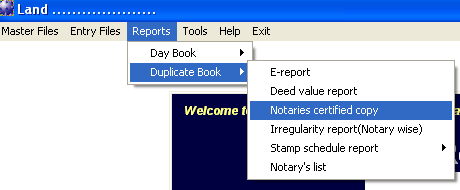 Land .....................
Master Files Entry Files Reports Tools Help Exit
Day Book
Duplicate Book
E-report
Deed value report
Notaries certified copy
Irregularity report(Notary wise)
Stamp schedule report
Notary's list
Welcome to